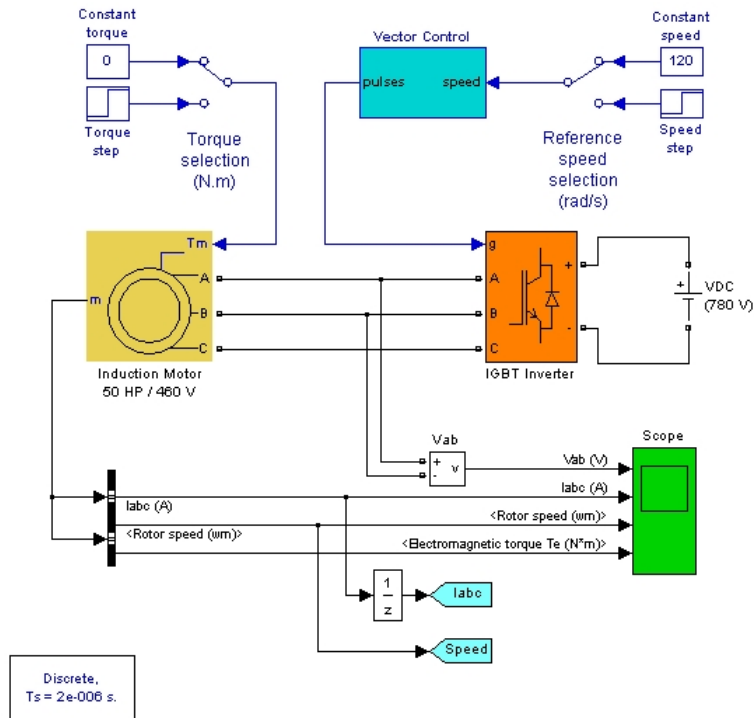 Constant
torque
0
Torque
step
Torque
selection
(N.m)
Vector Control
pulses
speed
Constant
speed
120
Speed
step
Reference
speed
selection
(rad/s)
Tm
m
A
B
C
Induction Motor
50 HP / 460 V
g
A
B
C
+
-
IGBT Inverter
+
VDC
(780 V)
Vab
+
-
v
Scope
Vab (V)
Iabc (A)
Iabc (A)
<Rotor speed (wm)>
<Rotor speed (wm)>
<Electromagnetic torque Te (N*m)>
1
z
Iabc
Speed
Discrete,
Ts = 2e-006 s.